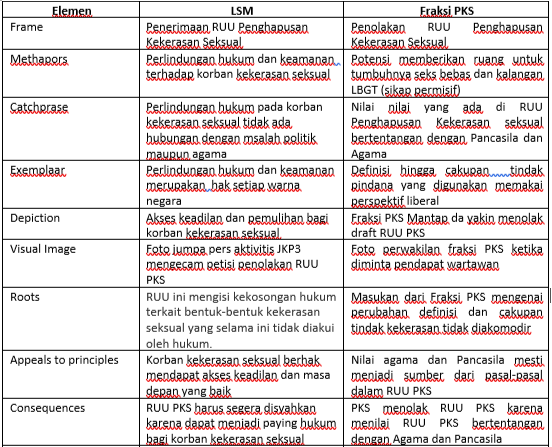 Elemen
LSM
Fraksi PKS
Frame
Penerimaan RUU Penghapusan
Kekerasan Seksual
Penolakan RUU Penghapusan
Kekerasan Seksual
Methapors
Perlindungan hukum dan keamanan
terhadap korban kekerasan seksual
Potensi memberikan ruang untuk
tumbuhnya seks bebas dan kalangan
LBGT (sikap permisif)
Catchprase
Perlindungan hukum pada korban
kekerasan seksual tidak ada
hubungan dengan msalah politik
maupun agama
Nilai nilai yang ada di RUU
Penghapusan Kekerasan seksual
bertentangan dengan Pancasila dan
Agama
Exemplaar
Perlindungan hukum dan keamanan
merupakan hak setiap warna
negara
Definisi hingga cakupan tindak
pindana yang digunakan memakai
perspektif liberal
Depiction
Akses keadilan dan pemulihan bagi
korban kekerasan seksual
Fraksi PKS Mantap da yakin menolak
draft RUU PKS
Visual Image
Foto jumpa pers aktivitis JKP3
mengecam petisi penolakan RUU
PKS
Foto perwakilan fraksi PKS ketika
diminta pendapat wartawan
Roots
RUU ini mengisi kekosongan hukum
terkait bentuk-bentuk kekerasan
seksual yang selama ini tidak diakui
oleh hukum.
Masukan dari Fraksi PKS mengenai
perubahan definisi dan cakupan
tindak kekerasan tidak diakomodir
Appeals to principles
Korban kekerasan seksual berhak
mendapat akses keadilan dan masa
depan yang baik
Nilai agama dan Pancasila mesti
menjadi sumber dari pasal-pasal
dalam RUU PKS
Consequences
RUU PKS harus segera disyahkan
karena dapat menjadi paying hukum
bagi korban kekerasan seksual
PKS menolak RUU PKS karena
menilai RUU PKS bertentangan
dengan Agama dan Pancasila